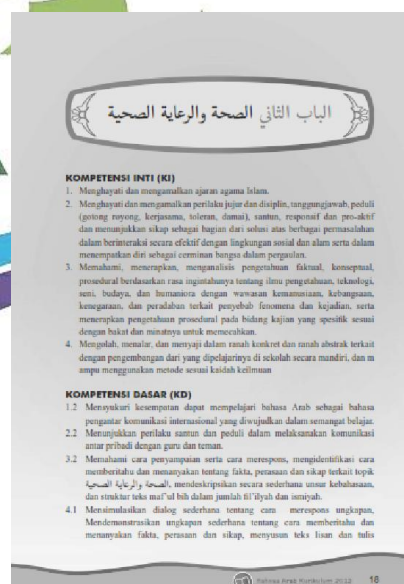 الباب الثاني الصحة والرعاية الصحية
KOMPETENSI INTI (KI)
1. Menghayati dan mengamalkan ajaran agama Islam.
2. Menghayati dan mengamalkan perilaku jujur dan disiplin, tanggungjawab, peduli
(gotong royong, kerjasama, toleran, damai), santun, responsif dan pro-aktif
dan menunjukkan sikap sebagai bagian dari solusi atas berbagai permasalahan
dalam berinteraksi secara efektif dengan lingkungan sosial dan alam serta dalam
menempatkan diri sebagai cerminan bangsa dalam pergaulan.
3. Memahami, menerapkan, menganalisis pengetahuan faktual, konseptual,
prosedural berdasarkan rasa ingintahunya tentang ilmu pengetahuan, teknologi,
seni, budaya, dan humaniora dengan wawasan kemanusiaan, kebangsaan,
kenegaraan, dan peradaban terkait penyebab fenomena dan kejadian, serta
menerapkan pengetahuan prosedural pada bidang kajian yang spesifik sesuai
dengan bakat dan minatnya untuk memecahkan.
4. Mengolah, menalar, dan menyaji dalam ranah konkret dan ranah abstrak terkait
dengan pengembangan dari yang dipelajarinya di sekolah secara mandiri, dan m
ampu menggunakan metode sesuai kaidah keilmuan
KOMPETENSI DASAR (KD)
1.2 Mensyukuri kesempatan dapat mempelajari bahasa Arab sebagai bahasa
pengantar komunikasi internasional yang diwujudkan dalam semangat belajar.
2.2 Menunjukkan perilaku santun dan peduli dalam melaksanakan komunikasi
antar pribadi dengan guru dan teman.
3.2 Memahami cara penyampaian serta cara merespons, mengidentifikasi cara
memberitahu dan menanyakan tentang fakta, perasaan dan sikap terkait topik
الصحة والرعاية الصحية, mendeskripsikan secara sederhana unsur kebahasaan,
dan struktur teks maf'ul bih dalam jumlah fi'ilyah dan ismiyah.
4.1 Mensimulasikan dialog sederhana tentang cara merespons ungkapan,
Mendemonstrasikan ungkapan sederhana tentang cara memberitahu dan
menanyakan fakta, perasaan dan sikap, menyusun teks lisan dan tulis
Bahasa Arab Kurikulum 2013 18